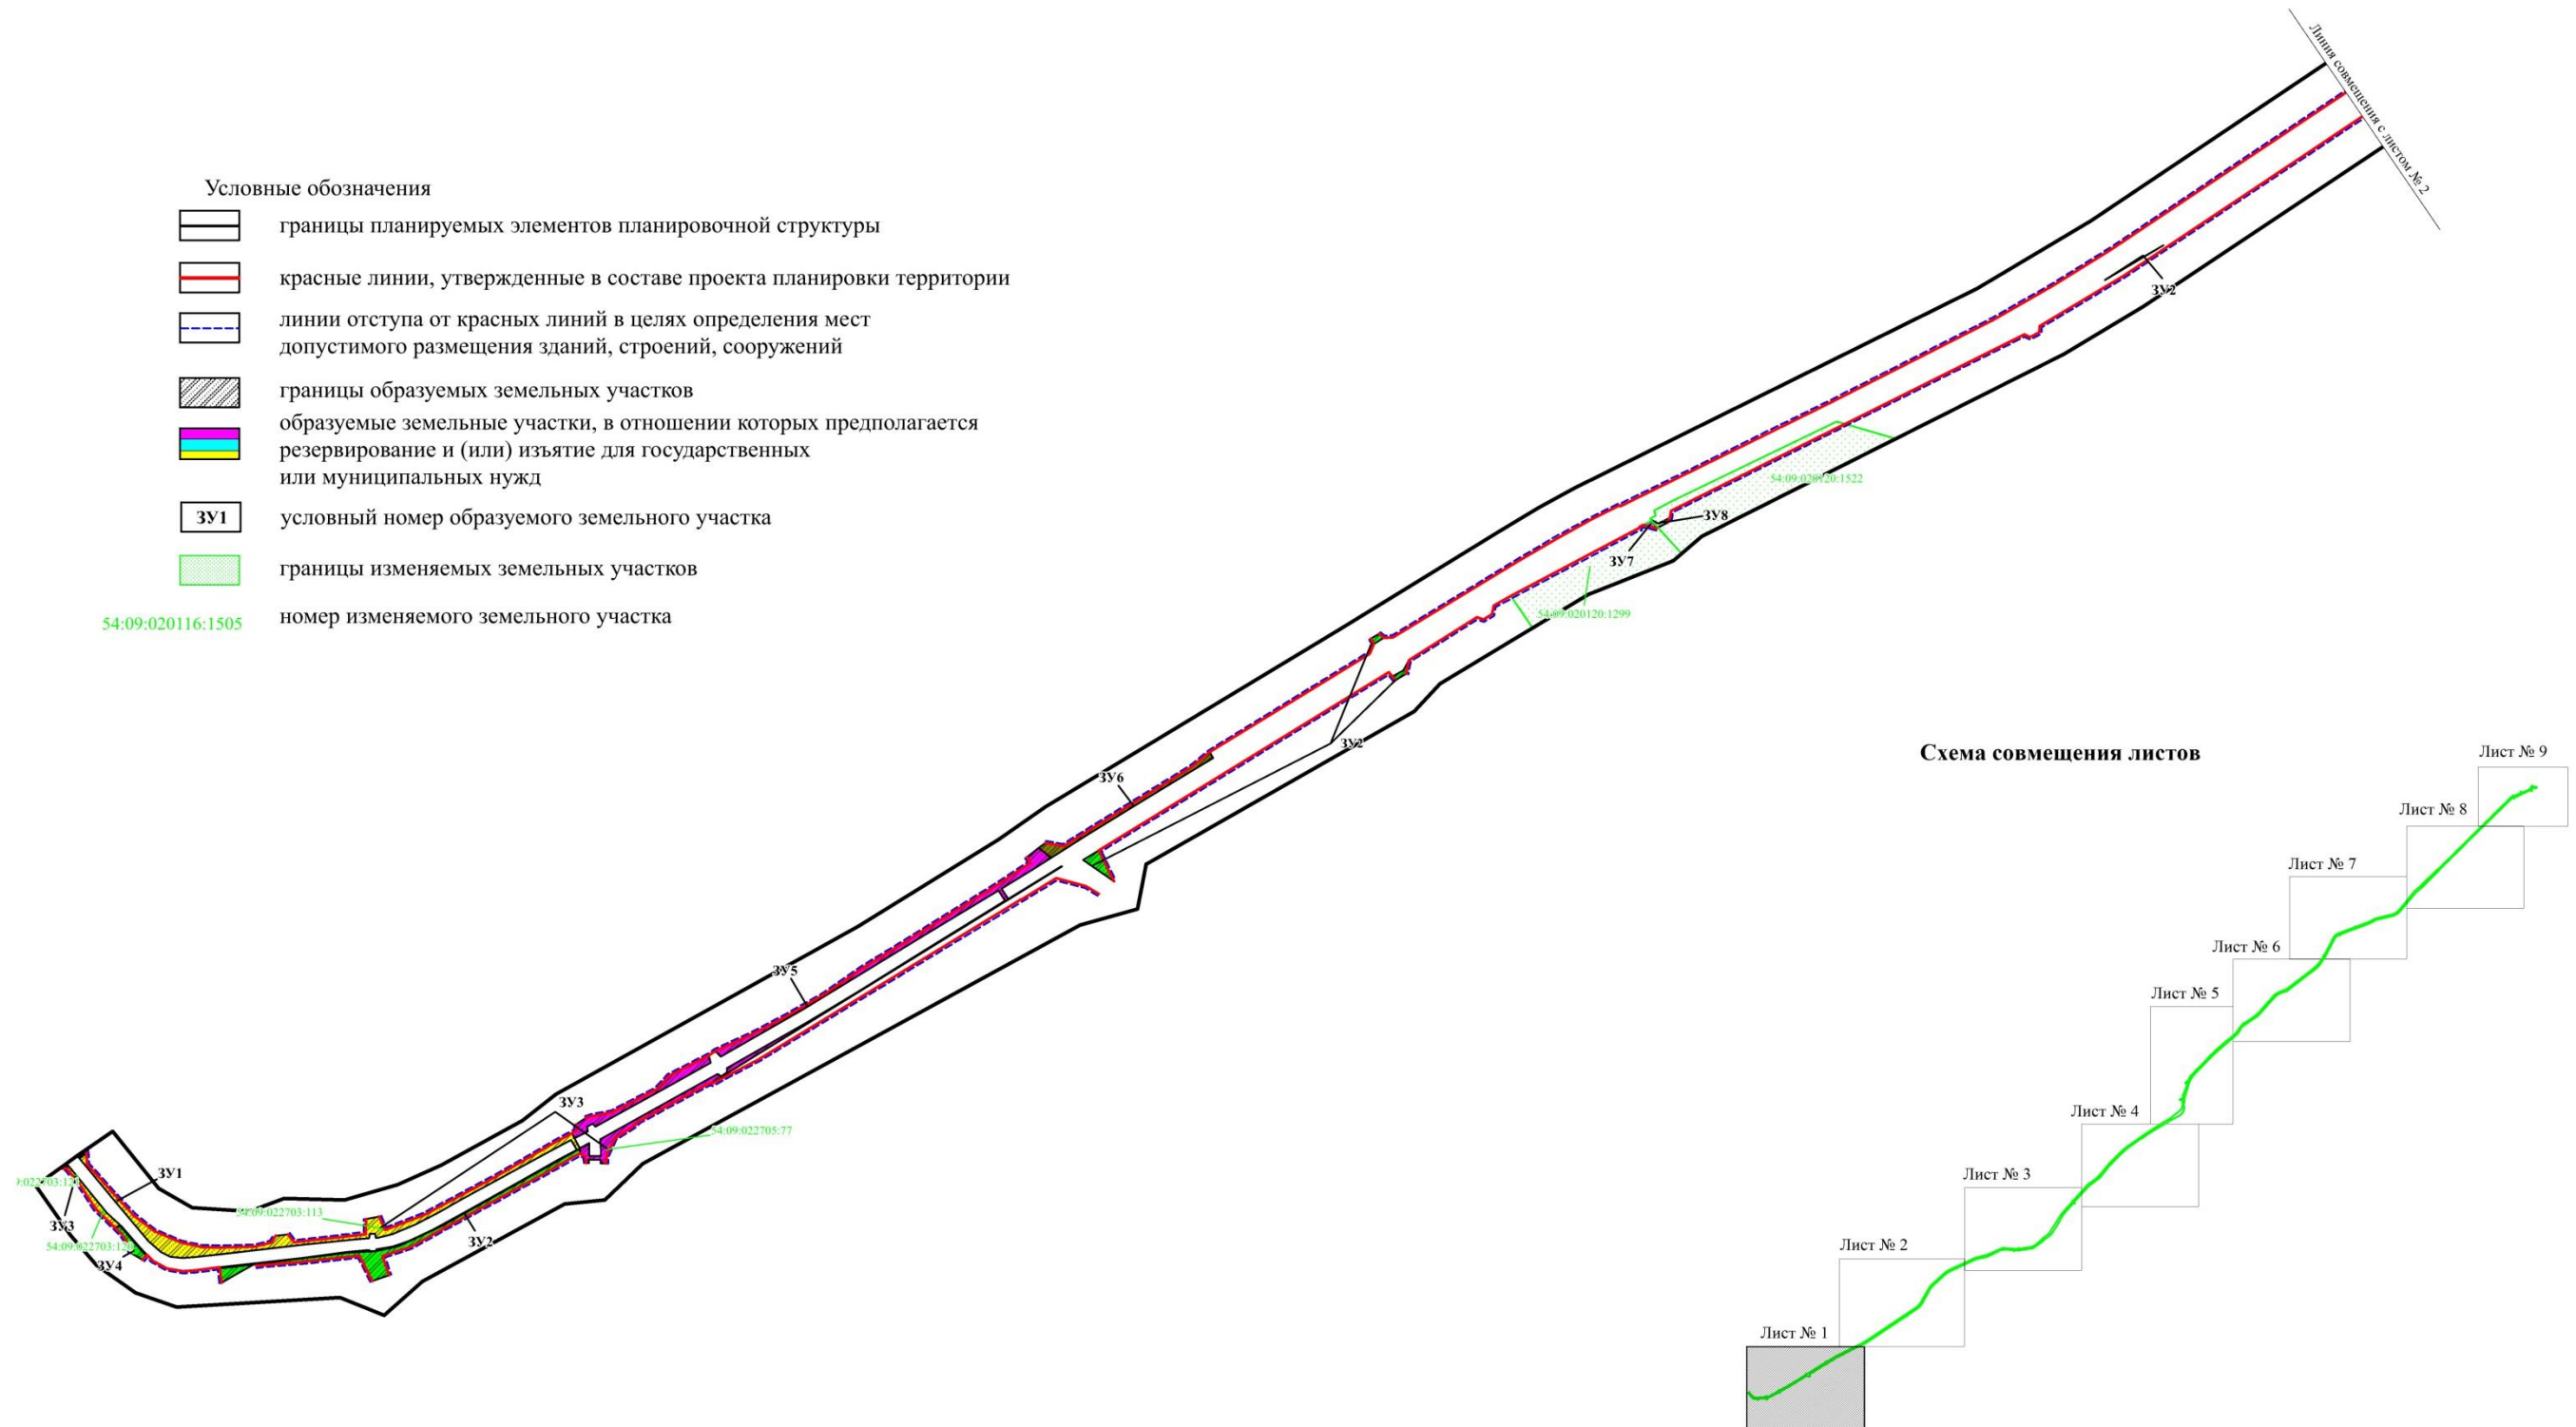 Линия совмещения с листом № 2
Условные обозначения
границы планируемых элементов планировочной структуры
красные линии, утвержденные в составе проекта планировки территории
линии отступа от красных линий в целях определения мест
допустимого размещения зданий, строений, сооружений
границы образуемых земельных участков
образуемые земельные участки, в отношении которых предполагается
резервирование и (или) изъятие для государственных
или муниципальных нужд
ЗУ1
условный номер образуемого земельного участка
границы изменяемых земельных участков
54:09:020116:1505
номер изменяемого земельного участка
ЗУ2
54:09:020120:1522
ЗУ8
ЗУ7
54:09:020120:1299
ЗУ2
ЗУ6
ЗУ5
ЗУ3
54:09:022705:77
ЗУ1
54:09:022703:113
ЗУ3
ЗУ2
ЗУ4
Схема совмещения листов
Лист № 9
Лист № 8
Лист № 7
Лист № 6
Лист № 5
Лист № 4
Лист № 3
Лист № 2
Лист № 1